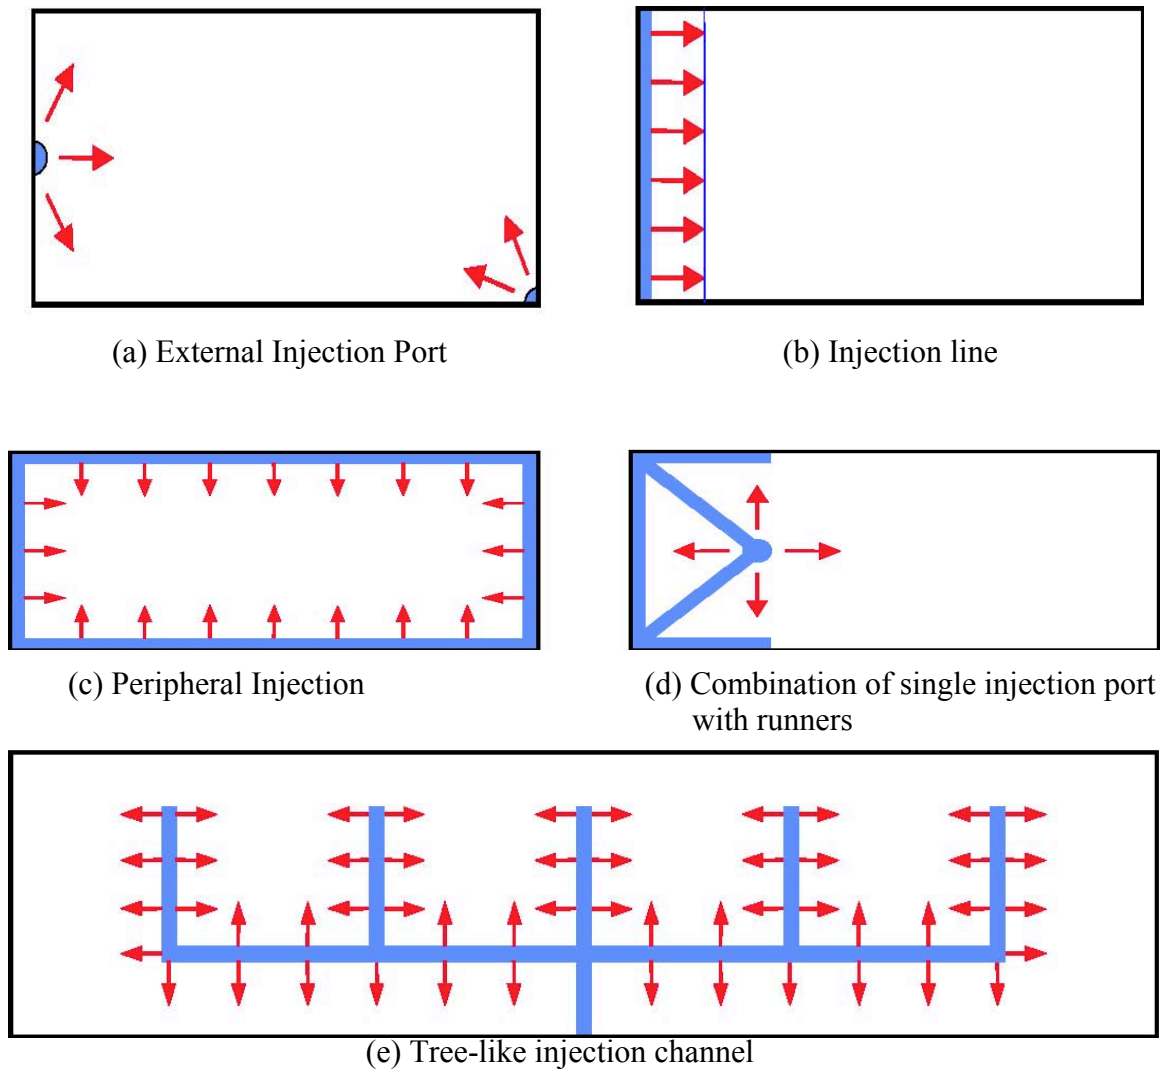 (a) External Injection Port
(b) Injection line
(c) Peripheral Injection
(d) Combination of single injection port
with runners
(e) Tree-like injection channel